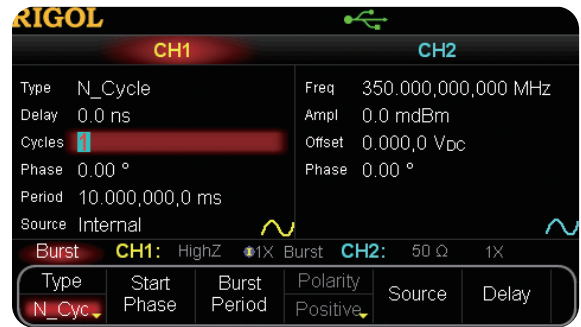 RIGOL
CH1
CH2
Type N_Cycle
Delay 0.0 ns
Cycles 1
Phase 0.00 °
Period 10.000,000,0 ms
Source Internal
Freq 350.000,000,000 MHz
Ampl 0.0 mdBm
Offset 0.000,0 VDC
Phase 0.00 °
Burst CH1: HighZ 1X Burst CH2: 50 Ω 1X
Type
N_Cyc
Start
Phase
Burst
Period
Polarity
Positive
Source
Delay